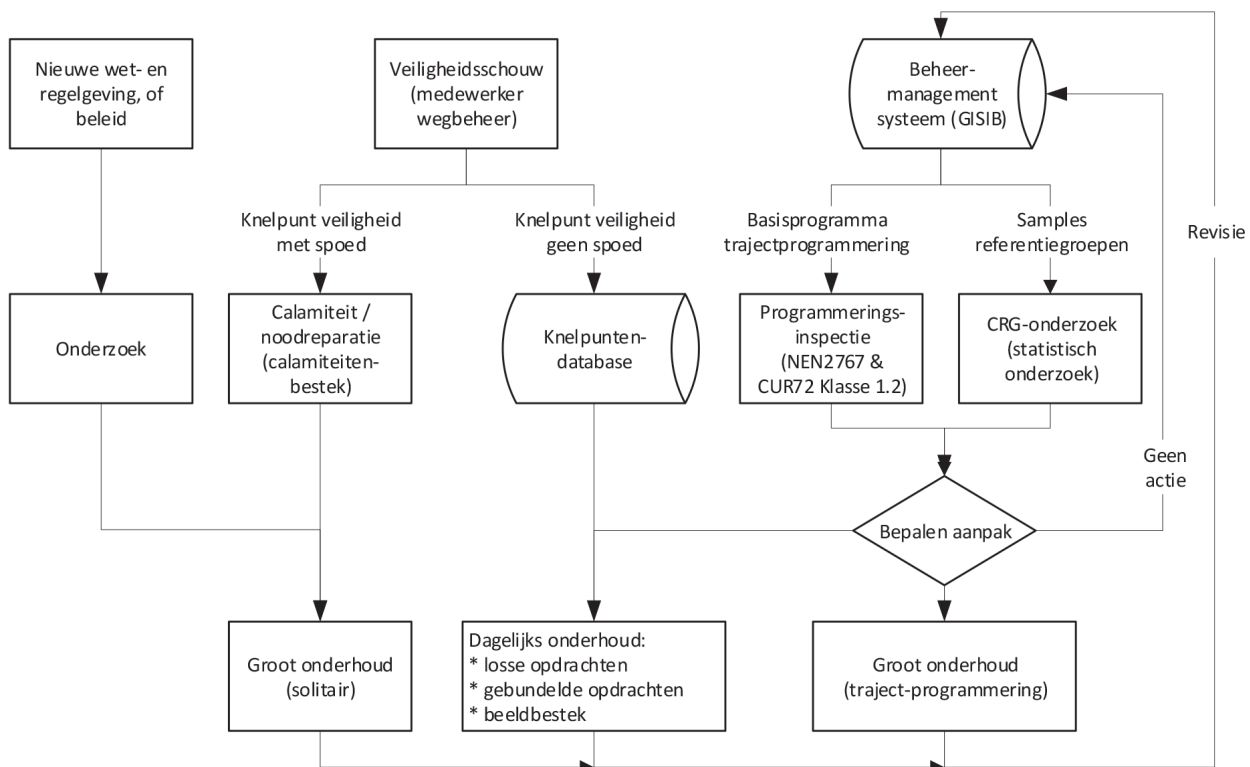 Nieuwe wet- en
regelgeving, of
beleid
Veiligheidsschouw
(medewerker
wegbeheer)
Beheer-
management
systeem (GISIB)
Knelpunt veiligheid
met spoed
Knelpunt veiligheid
geen spoed
Basisprogramma
trajectprogrammering
Samples
referentiegroepen
Revisie
Onderzoek
Calamiteit /
noodreparatie
(calamiteiten-
bestek)
Knelpunten-
database
Programmerings-
inspectie
(NEN2767 &
CUR72 Klasse 1.2)
CRG-onderzoek
(statistisch
onderzoek)
Geen
actie
Bepalen aanpak
Groot onderhoud
(solitair)
Dagelijks onderhoud:
* losse opdrachten
* gebundelde opdrachten
* beeldbestek
Groot onderhoud
(traject-programmering)